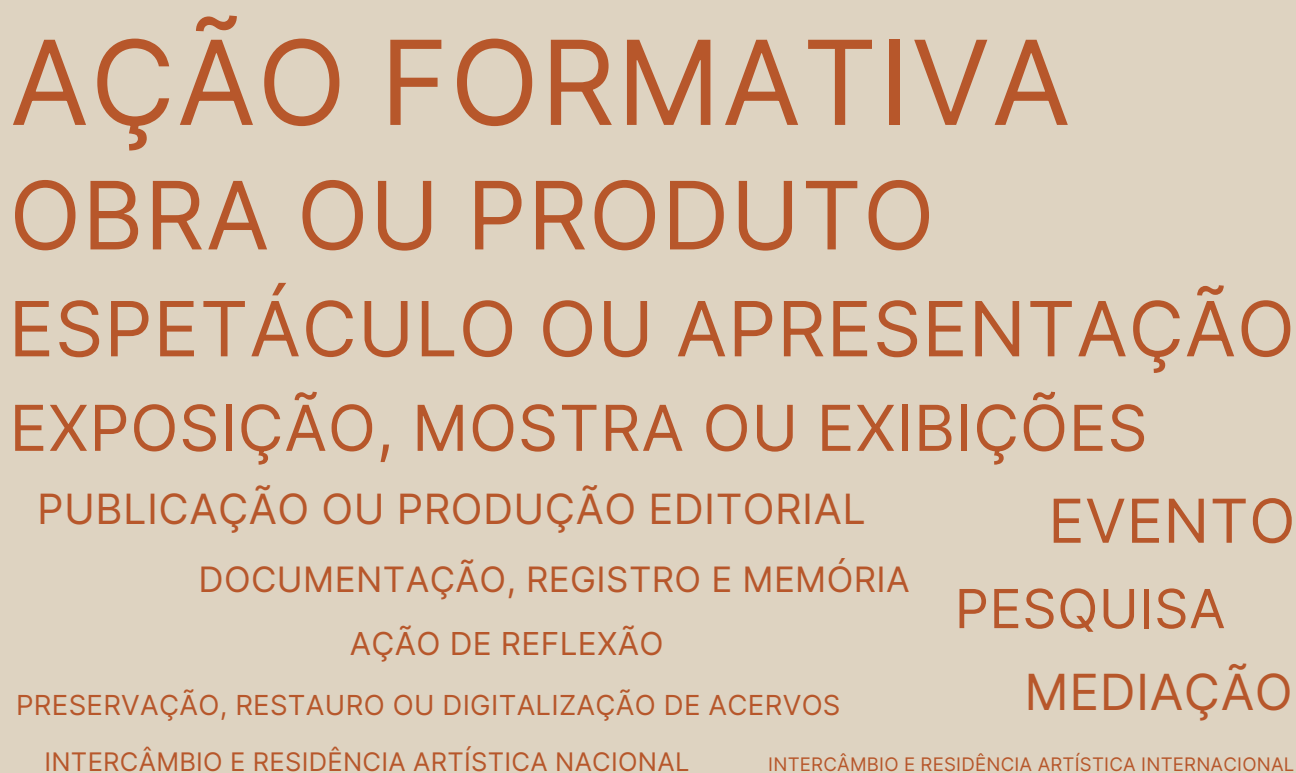 AÇÃO FORMATIVA
OBRA OU PRODUTO
ESPETÁCULO OU APRESENTAÇÃO
EXPOSIÇÃO, MOSTRA OU EXIBIÇÕES
PUBLICAÇÃO OU PRODUÇÃO EDITORIAL
EVENTO
DOCUMENTAÇÃO, REGISTRO E MEMÓRIA
PESQUISA
AÇÃO DE REFLEXÃO
MEDIAÇÃO
PRESERVAÇÃO, RESTAURO OU DIGITALIZAÇÃO DE ACERVOS
INTERCÂMBIO E RESIDÊNCIA ARTÍSTICA NACIONAL
INTERCÂMBIO E RESIDÊNCIA ARTÍSTICA INTERNACIONAL